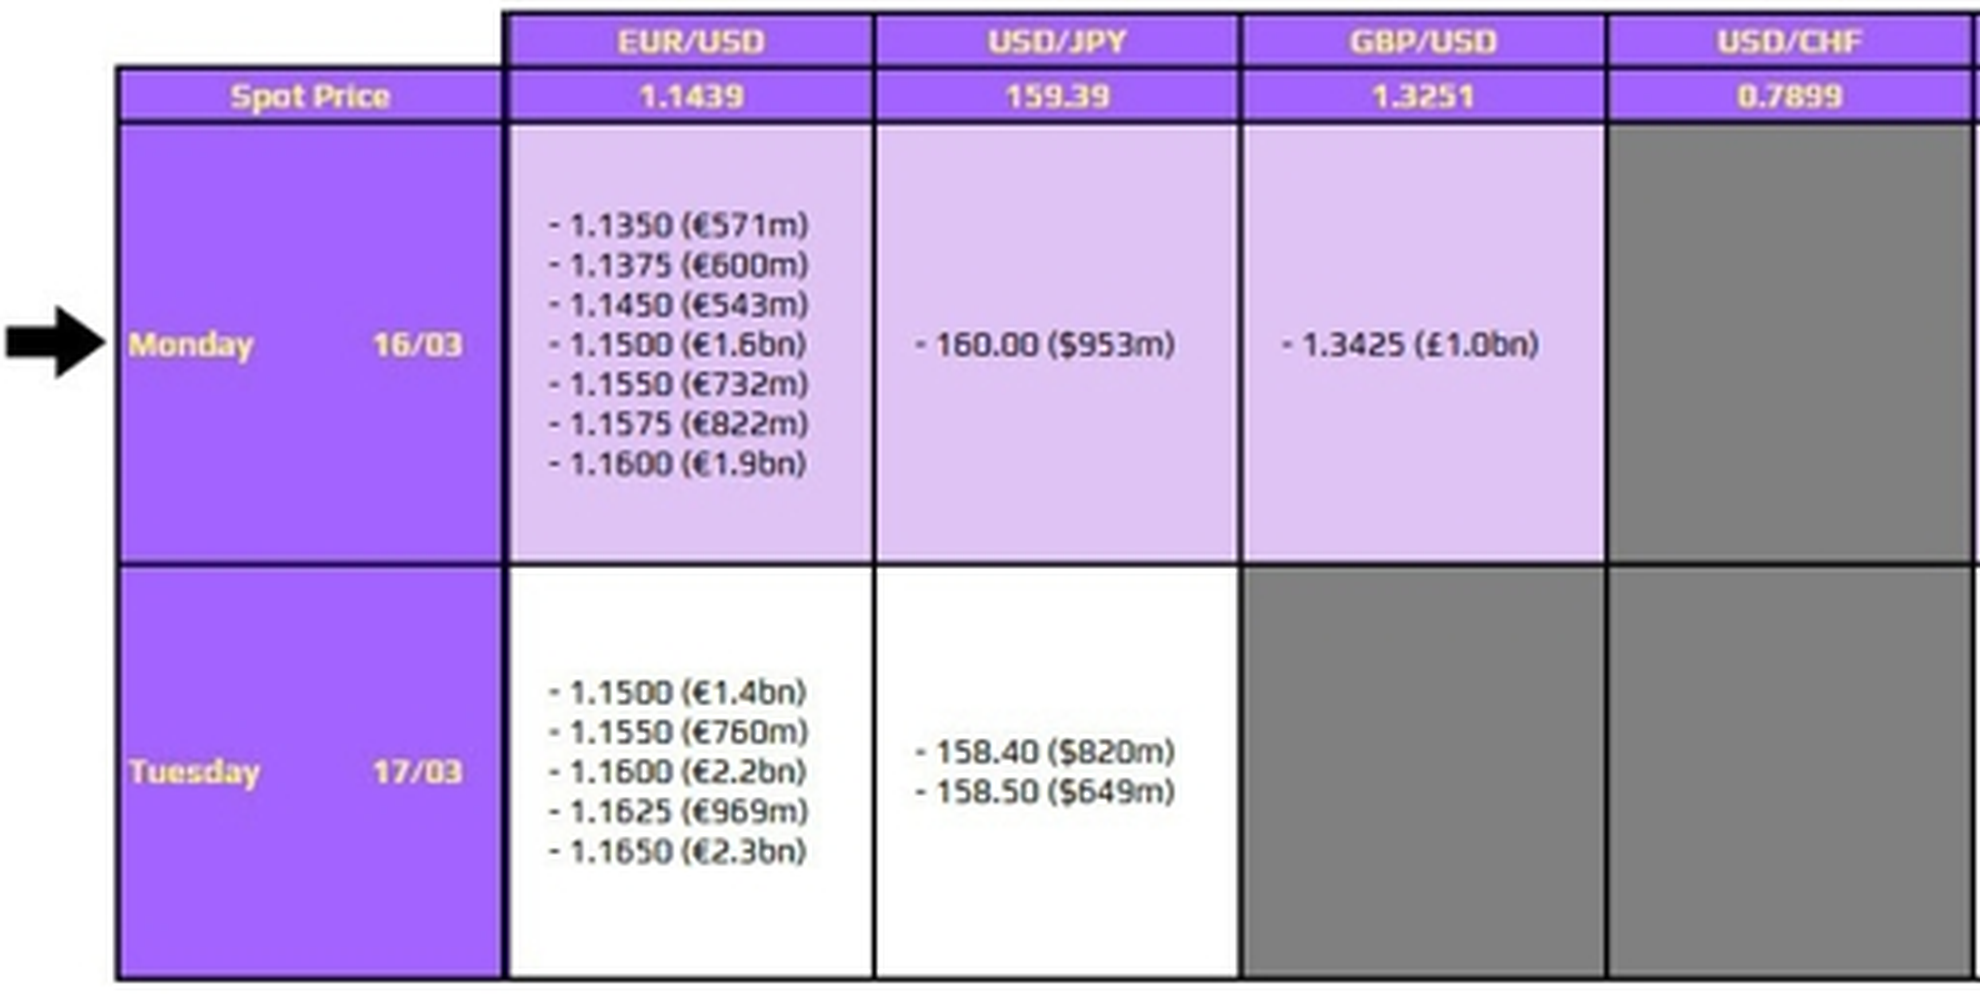 EUR/USD USD/JPY GBP/USD USD/CHF
Spot Price 1.1439 159.39 1.3251 0.7899
Monday 16/03
- 1.1350 (€571m)
- 1.1375 (€600m)
- 1.1450 (€543m)
- 1.1500 (€1.6bn)
- 1.1550 (€732m)
- 1.1575 (€822m)
- 1.1600 (€1.9bn)
- 160.00 ($953m)
- 1.3425 (£1.0bn)
Tuesday 17/03
- 1.1500 (€1.4bn)
- 1.1550 (€760m)
- 1.1600 (€2.2bn)
- 1.1625 (€969m)
- 1.1650 (€2.3bn)
- 158.40 ($820m)
- 158.50 ($649m)